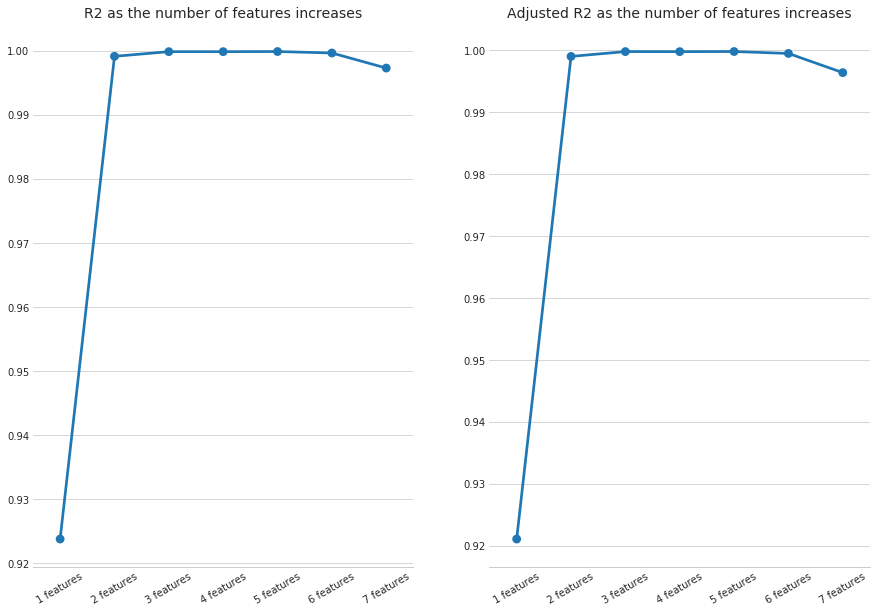 R2 as the number of features increases
1.00
0.99
0.98
0.97
0.96
0.95
0.94
0.93
0.92
1 features
2 features
3 features
4 features
5 features
6 features
7 features
Adjusted R2 as the number of features increases
1.00
0.99
0.98
0.97
0.96
0.95
0.94
0.93
0.92
1 features
2 features
3 features
4 features
5 features
6 features
7 features